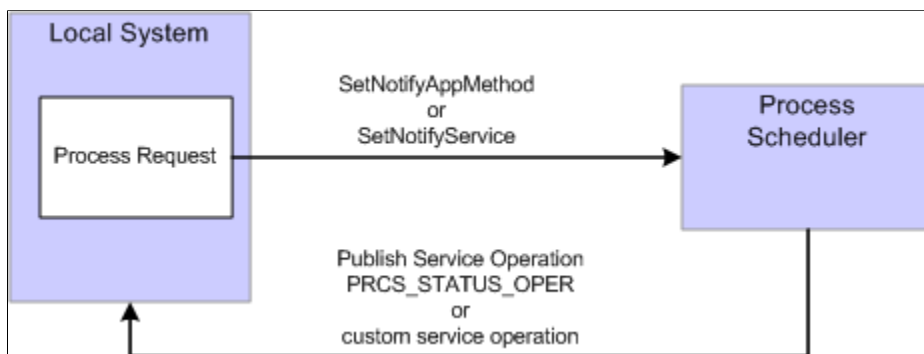 Local System
Process Request
SetNotifyAppMethod
or
SetNotifyService
Process
Scheduler
Publish Service Operation
PRCS_STATUS_OPER
or
custom service operation